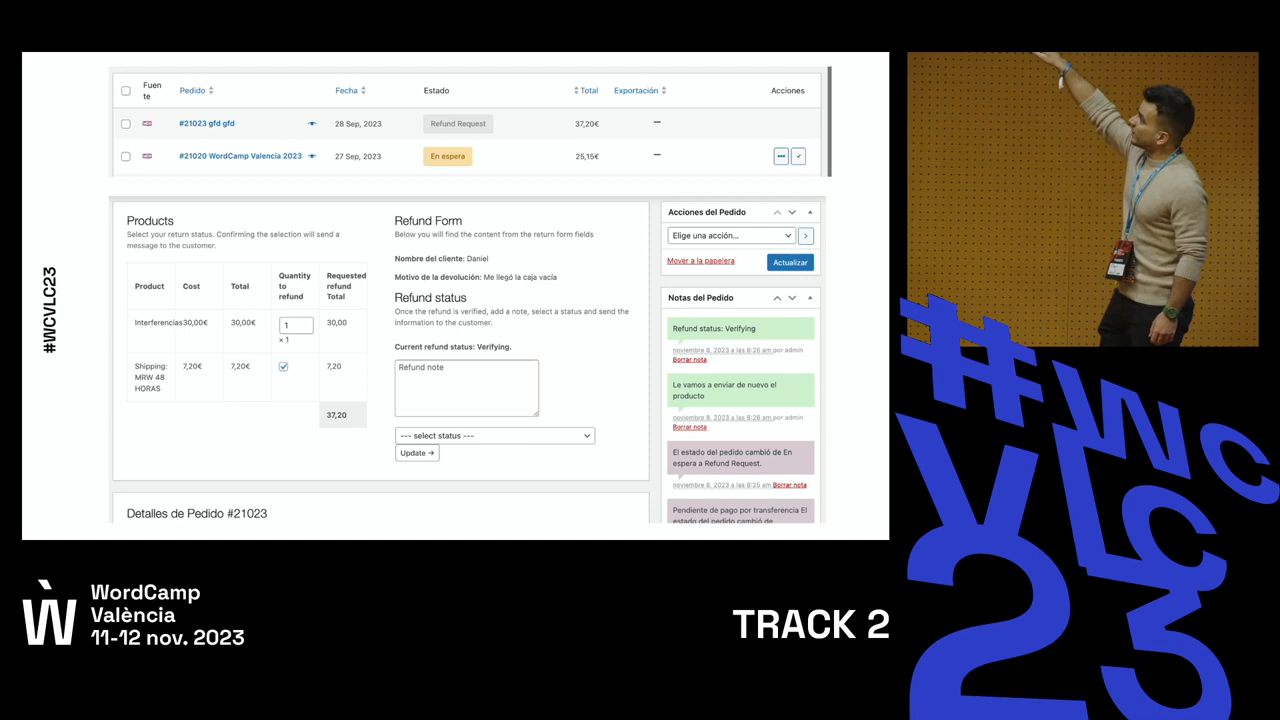 #WCVLC23
Fuen
te
Pedido
Fecha
Estado
Total
Exportación
Acciones
#21023 gfd gfd
28 Sep, 2023
Refund Request
37,20€
—
#21020 WordCamp Valencia 2023
27 Sep, 2023
En espera
25,15€
—
Products
Select your return status. Confirming the selection will send a
message to the customer.
Product
Cost
Total
Quantity
to
refund
Requested
refund
Total
Interferencias
30,00€
30,00€
1
× 1
30,00
Shipping:
MRW 48
HORAS
7,20€
7,20€
7,20
37,20
Refund Form
Below you will find the content from the return form fields
Nombre del cliente: Daniel
Motivo de la devolución: Me llegó la caja vacía
Refund status
Once the refund is verified, add a note, select a status and send the
information to the customer.
Current refund status: Verifying.
Refund note
--- select status ---
Update →
Detalles de Pedido #21023
Acciones del Pedido
Elige una acción...
Mover a la papelera
Actualizar
Notas del Pedido
Refund status: Verifying
noviembre 8, 2023 a las 8:26 am por admin
Borrar nota
Le vamos a enviar de nuevo el
producto
noviembre 8, 2023 a las 8:26 am por admin
Borrar nota
El estado del pedido cambió de En
espera a Refund Request.
noviembre 8, 2023 a las 8:25 am Borrar nota
Pendiente de pago por transferencia El
estado del pedido cambió de
WordCamp
València
11-12 nov. 2023
TRACK 2
#WC
VLC
23